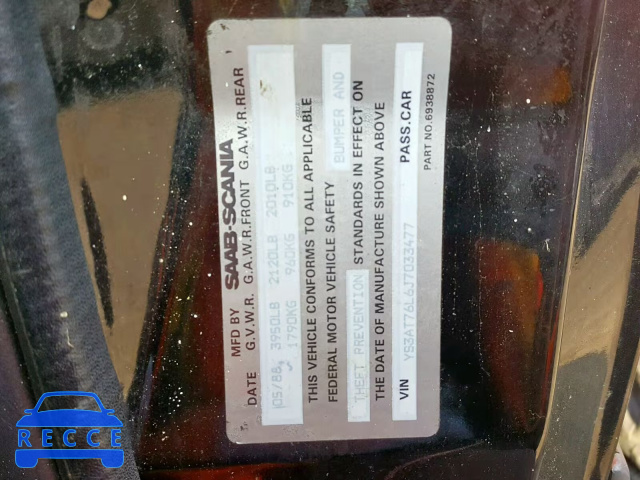 MFD BY SAAB-SCANIA
DATE G.V.W.R. G.A.W.R.FRONT G.A.W.R.REAR
05/88 3950LB 2120LB 2010LB
1790KG 960KG 910KG
THIS VEHICLE CONFORMS TO ALL APPLICABLE
FEDERAL MOTOR VEHICLE SAFETY BUMPER AND
THEFT PREVENTION STANDARDS IN EFFECT ON
THE DATE OF MANUFACTURE SHOWN ABOVE
VIN YS3AT76L6J7033477 PASS.CAR
PART NO.6938872
RECCE